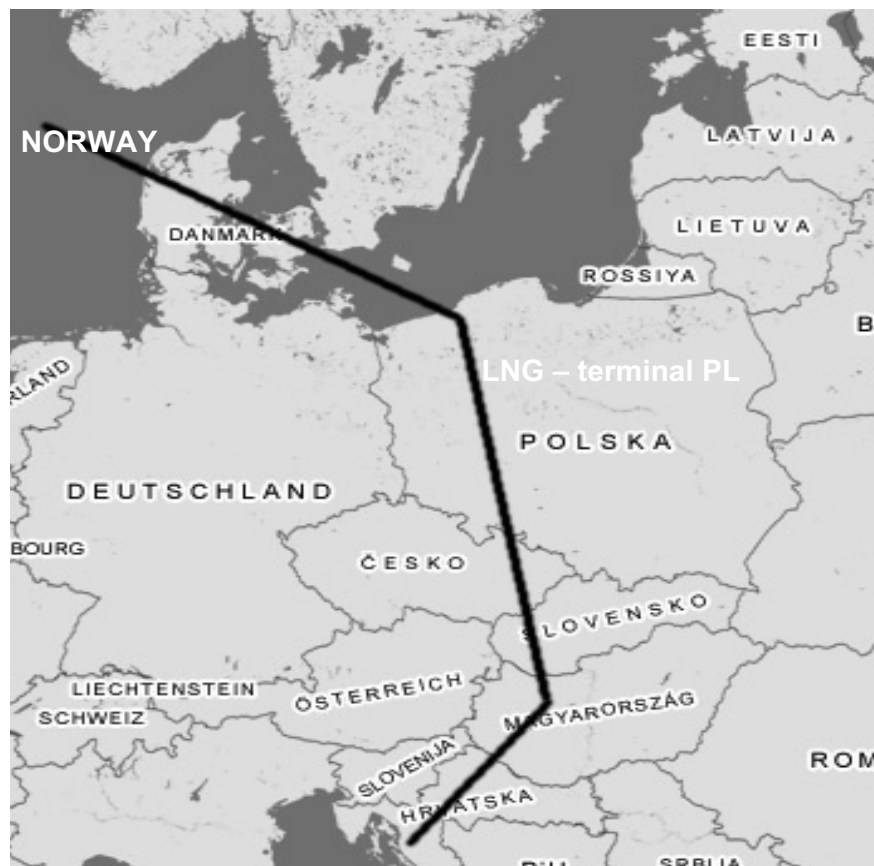 EESTI
LATVIJA
NORWAY
LIETUVA
DANMARK
ROSSIYA
B
RLAND
LNG – terminal PL
POLSKA
DEUTSCHLAND
BOURG
ČESKO
SLOVENSKO
LIECHTENSTEIN
ÖSTERREICH
SCHWEIZ
MAGYARORSZÁG
SLOVENIJA
ROM
HRVATSKA
BiH
SRBIJA